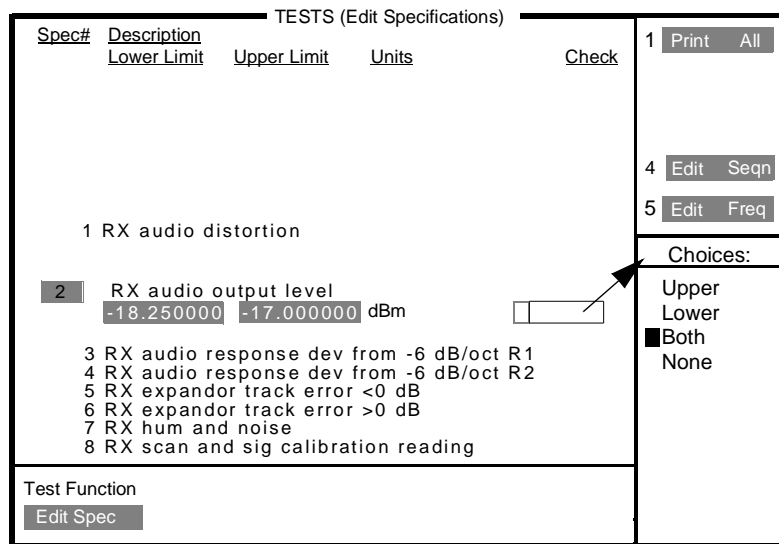 TESTS (Edit Specifications)
Spec# Description
Lower Limit Upper Limit Units Check
1 RX audio distortion
2 RX audio output level
-18.250000 -17.000000 dBm
3 RX audio response dev from -6 dB/oct R1
4 RX audio response dev from -6 dB/oct R2
5 RX expandor track error <0 dB
6 RX expandor track error >0 dB
7 RX hum and noise
8 RX scan and sig calibration reading
Test Function
Edit Spec
1 Print All
4 Edit Seqn
5 Edit Freq
Choices:
Upper
Lower
Both
None